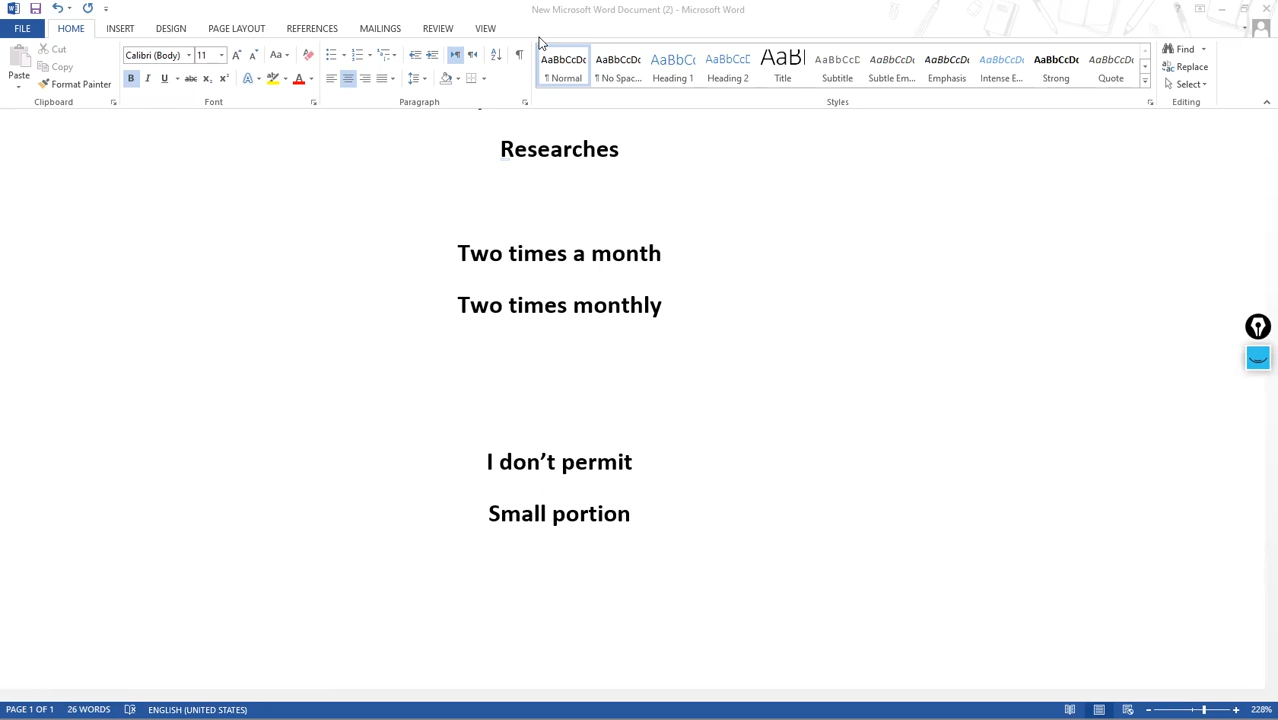 New Microsoft Word Document (2) - Microsoft Word
FILE HOME INSERT DESIGN PAGE LAYOUT REFERENCES MAILINGS REVIEW VIEW
Paste
Cut
Copy
Format Painter
Clipboard
Calibri (Body) 11
Font
Paragraph
AaBbCcDc AaBbCcDc AaBbCc AaBbCcD AaBl AaBbCcD AaBbCcDc AaBbCcDc AaBbCcDc AaBbCcDc AaBbCcDc
¶ Normal ¶ No Spac... Heading 1 Heading 2 Title Subtitle Subtle Em... Emphasis Intense E... Strong Quote
Styles
Find
Replace
Select
Editing
Researches
Two times a month
Two times monthly
I don’t permit
Small portion
PAGE 1 OF 1 26 WORDS ENGLISH (UNITED STATES) 228%